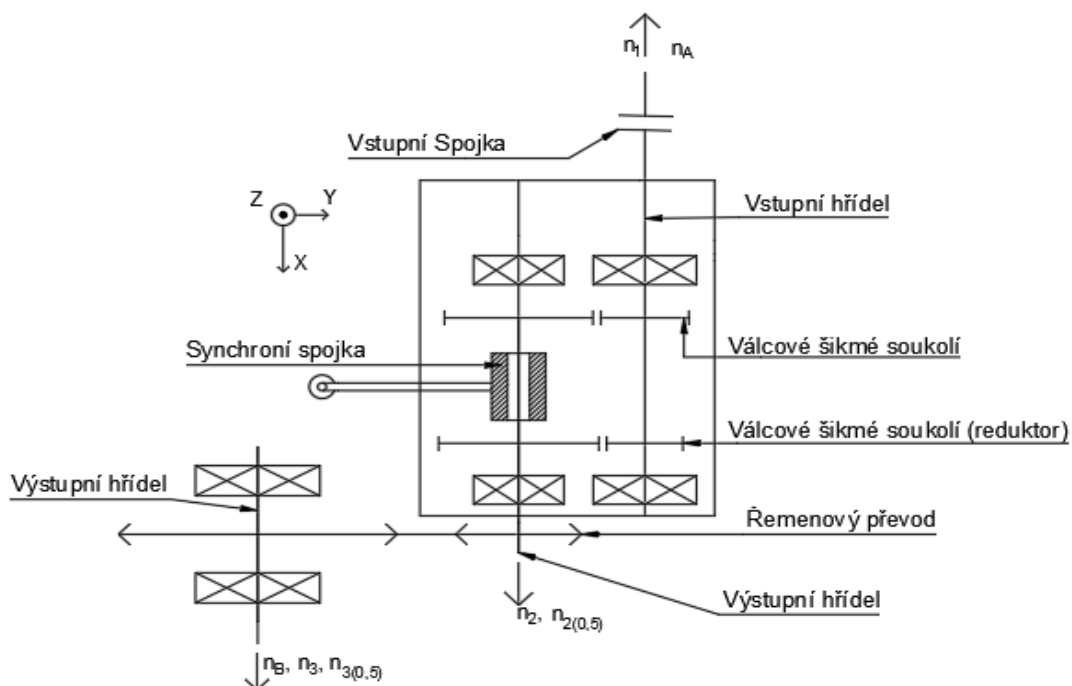 n1 nA
Vstupní Spojka
Z Y
X
Vstupní hřídel
Synchroní spojka
Válcové šikmé soukolí
Válcové šikmé soukolí (reduktor)
Výstupní hřídel
Řemenový převod
n2, n2(0,5)
Výstupní hřídel
nB, n3, n3(0,5)